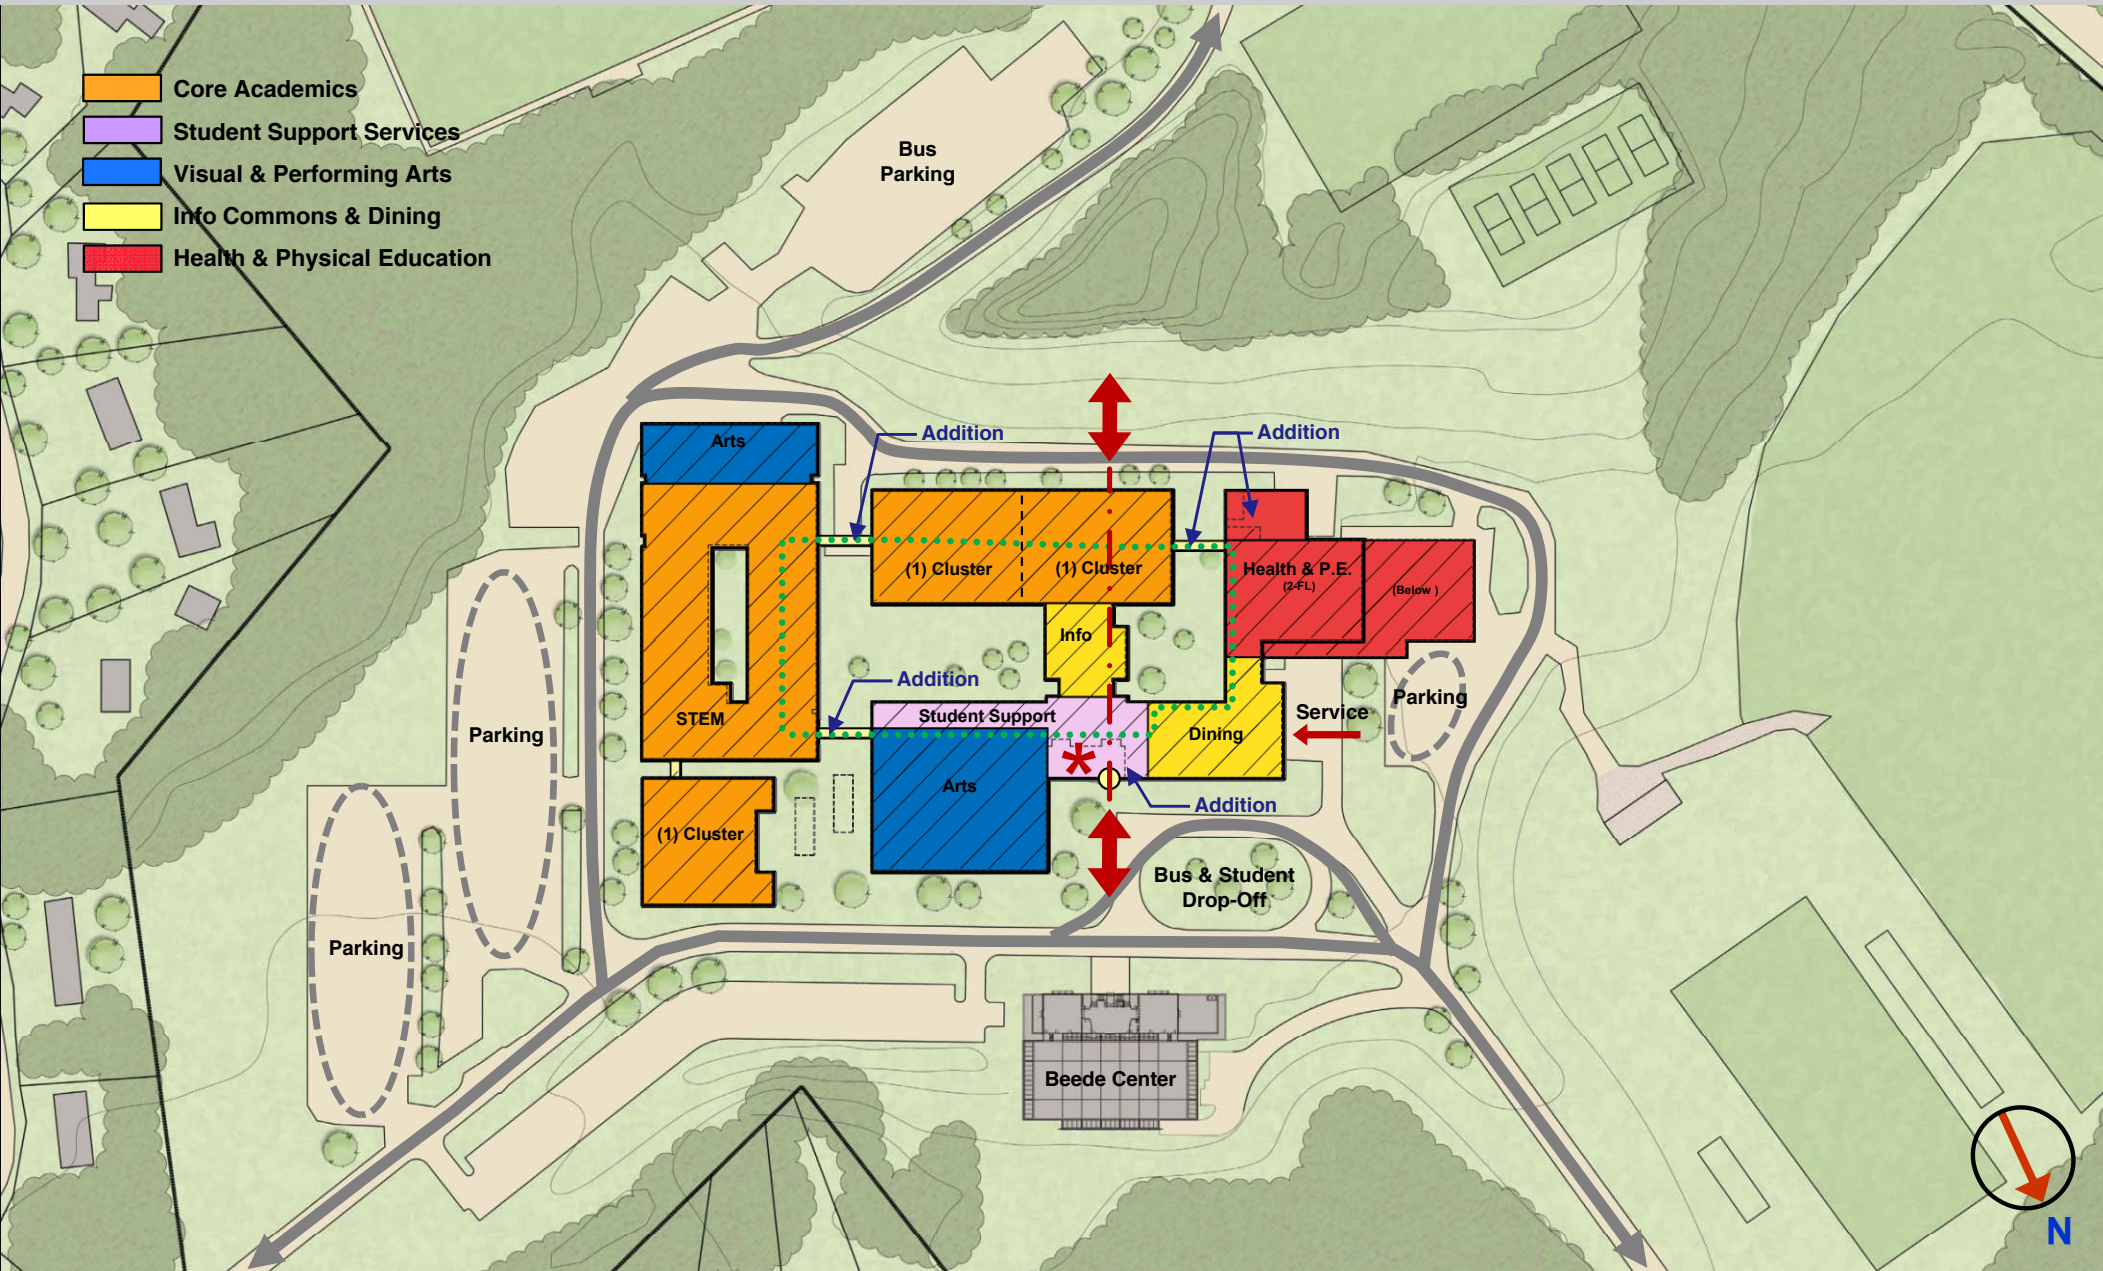 Core Academics
Student Support Services
Visual & Performing Arts
Info Commons & Dining
Health & Physical Education
Bus
Parking
Arts
Addition
Addition
(1) Cluster
(1) Cluster
Health & P.E.
(2-FL)
(Below )
Info
Addition
STEM
Student Support
Parking
Parking
Service
Dining
*
Arts
Addition
(1) Cluster
Bus & Student
Drop-Off
Parking
Beede Center
N